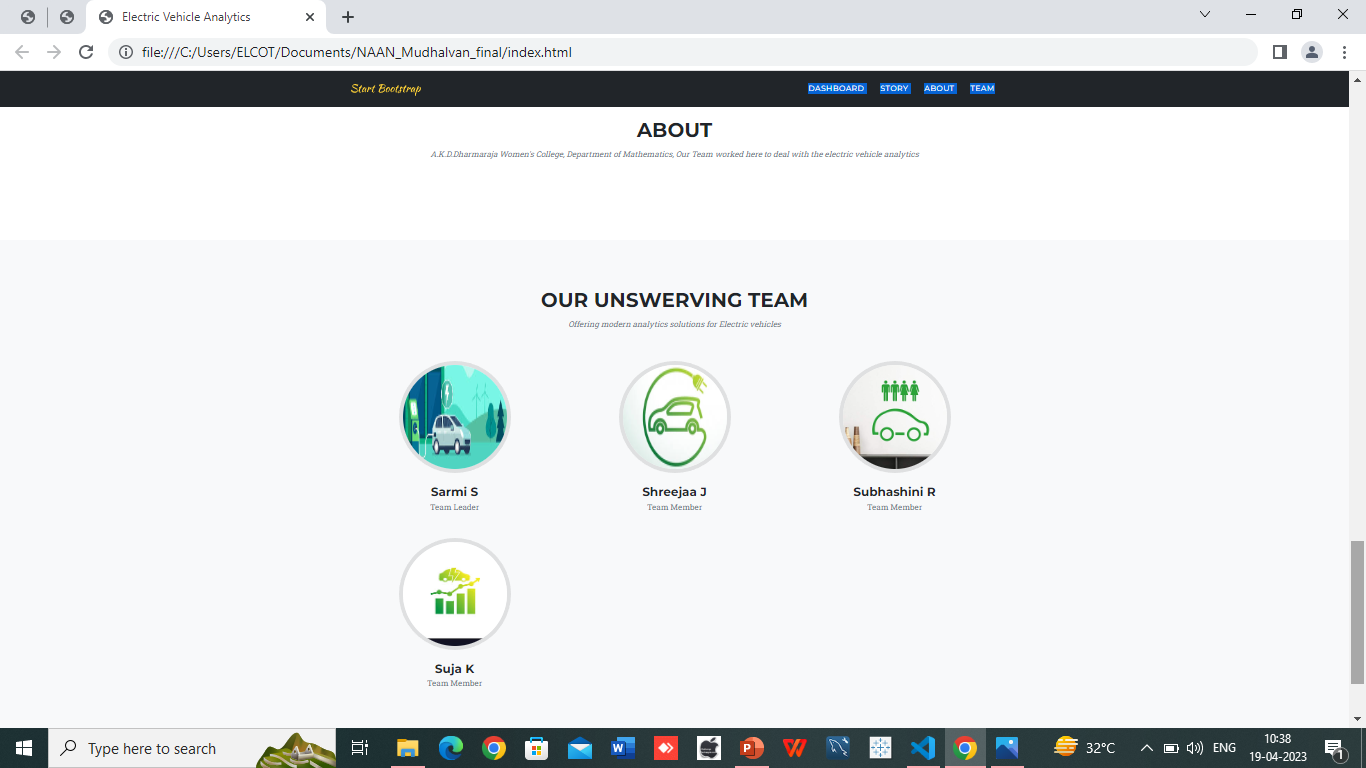 Electric Vehicle Analytics
file:///C:/Users/ELCOT/Documents/NAAN_Mudhalvan_final/index.html
Start Bootstrap
DASHBOARD STORY ABOUT TEAM
ABOUT
A.K.D.Dharmaraja Women's College, Department of Mathematics, Our Team worked here to deal with the electric vehicle analytics
OUR UNSWERVING TEAM
Offering modern analytics solutions for Electric vehicles
Sarmi S
Team Leader
Shreejaa J
Team Member
Subhashini R
Team Member
Suja K
Team Member
Type here to search
32°C
ENG
10:38
19-04-2023
1